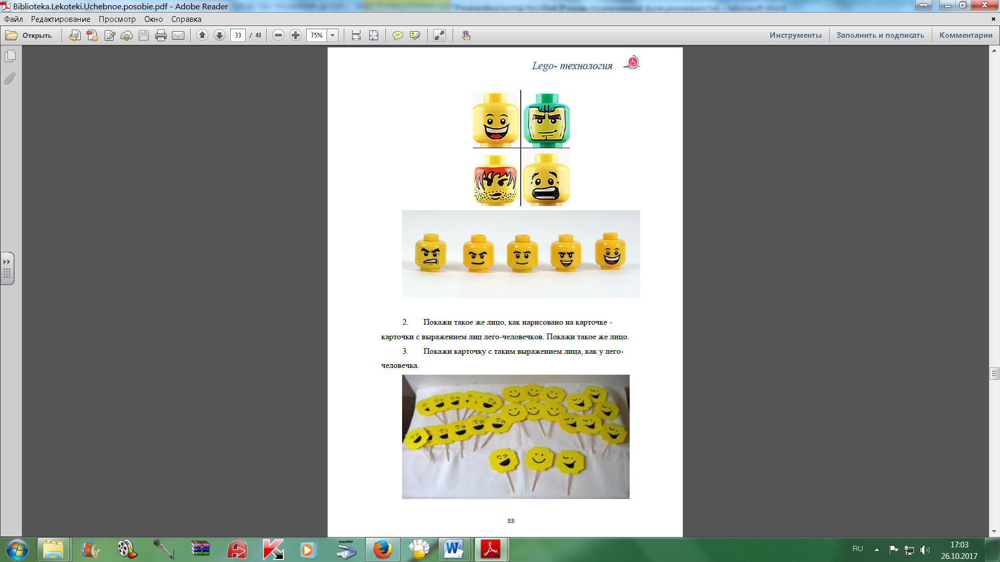 Biblioteka.Lekoteki.Uchebnoe.posobie.pdf - Adobe Reader
Файл Редактирование Просмотр Окно Справка
Открыть 33 / 48 75% Инструменты Заполнить и подписать Комментарии
Lego- технология
2. Покажи такое же лицо, как нарисовано на карточке -
карточки с выражением лиц лего-человечков. Покажи такое же лицо.
3. Покажи карточку с таким выражением лица, как у лего-
человечка.
33
Scan2PDF
RU
17:03
26.10.2017